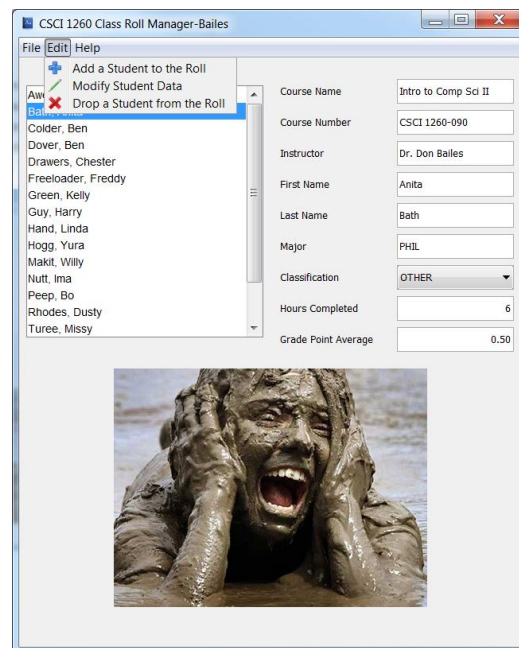 CSCI 1260 Class Roll Manager-Bailes
File Edit Help
Add a Student to the Roll
Modify Student Data
Drop a Student from the Roll
Colder, Ben
Dover, Ben
Drawers, Chester
Freeloader, Freddy
Green, Kelly
Guy, Harry
Hand, Linda
Hogg, Yura
Makit, Willy
Nutt, Ima
Peep, Bo
Rhodes, Dusty
Turee, Missy
Course Name Intro to Comp Sci II
Course Number CSCI 1260-090
Instructor Dr. Don Bailes
First Name Anita
Last Name Bath
Major PHIL
Classification OTHER
Hours Completed 6
Grade Point Average 0.50